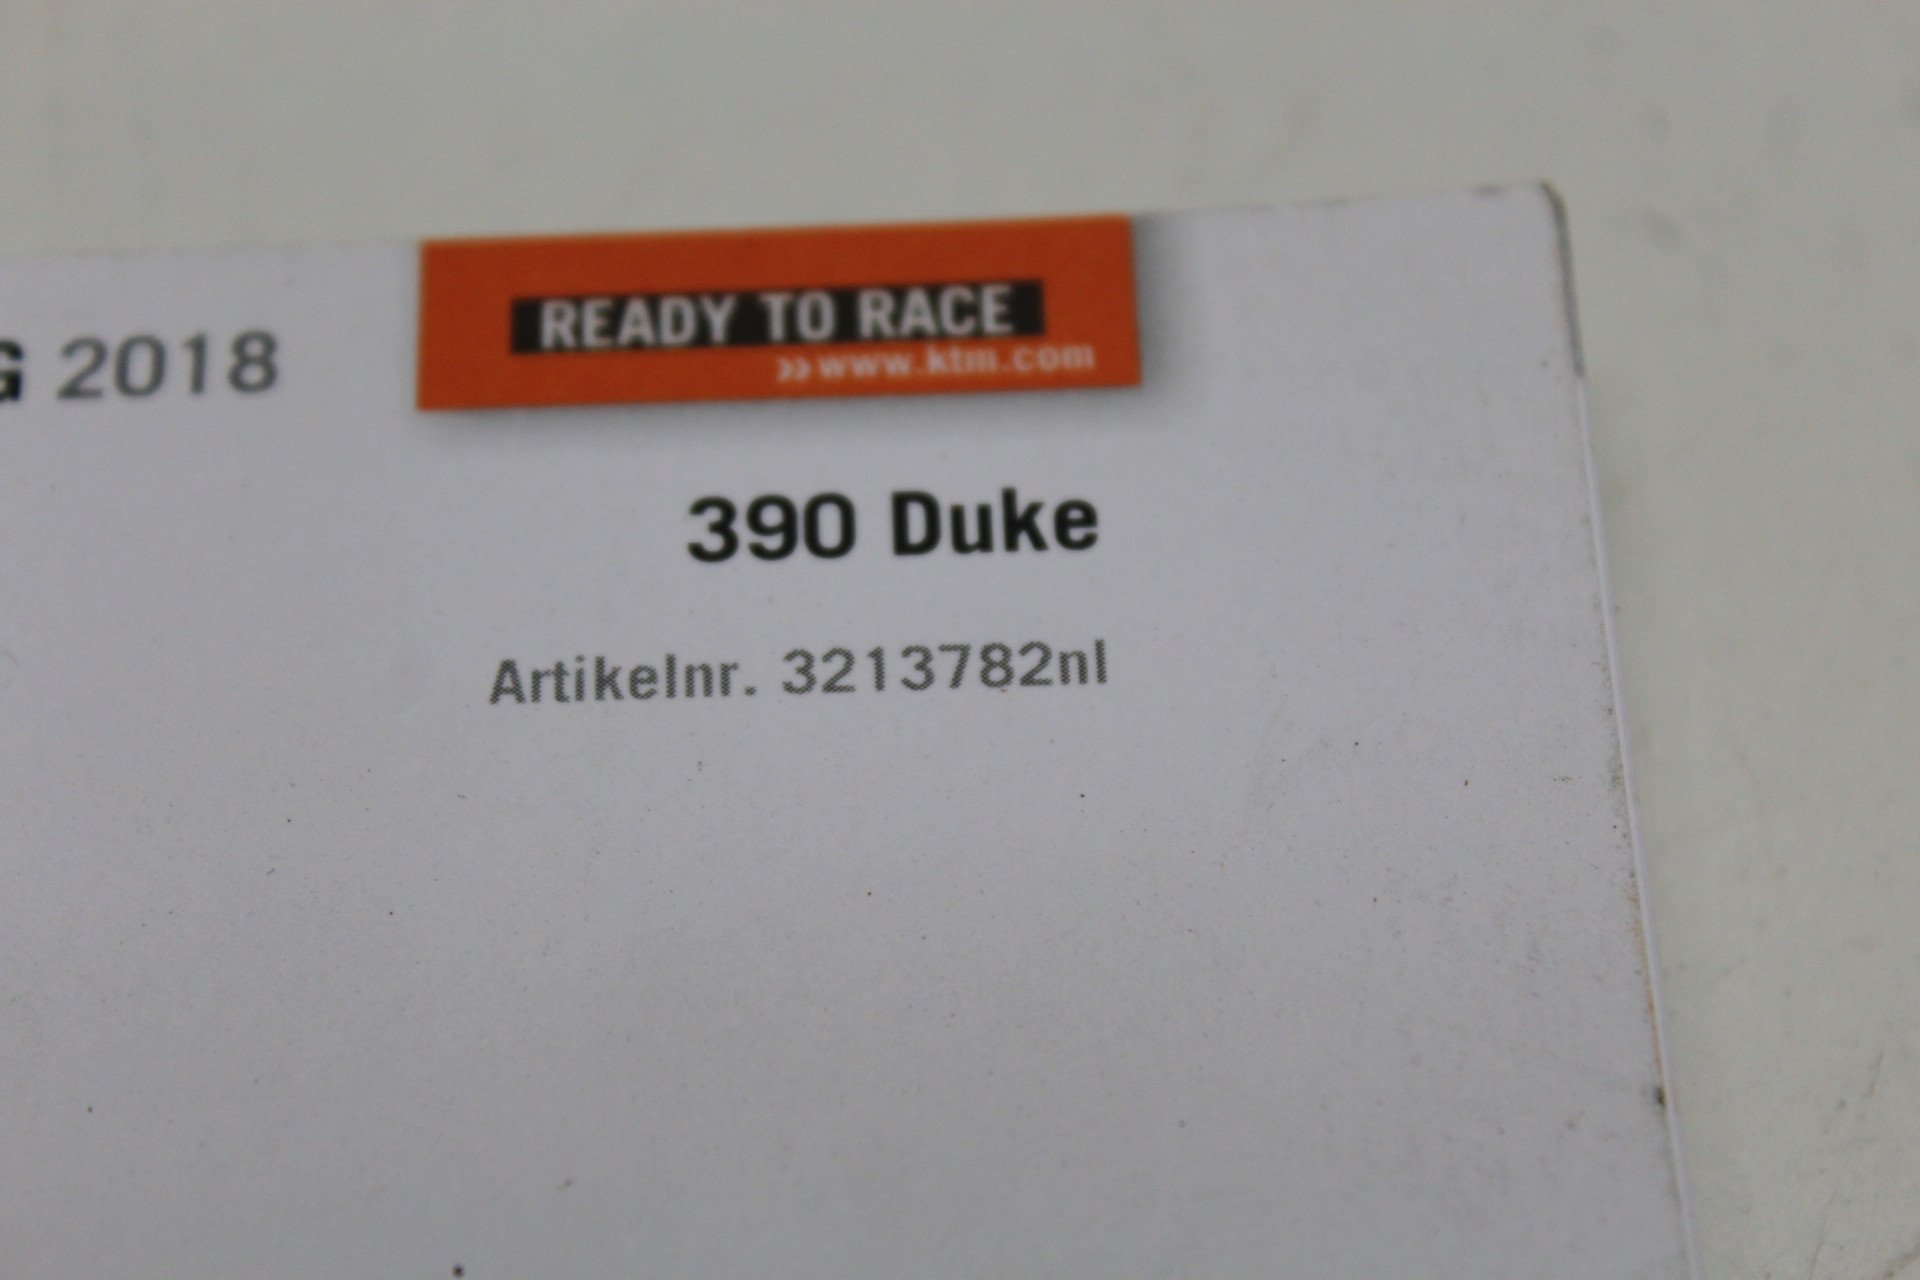 G 2018
READY TO RACE
>> www.ktm.com
390 Duke
Artikelnr. 3213782nl